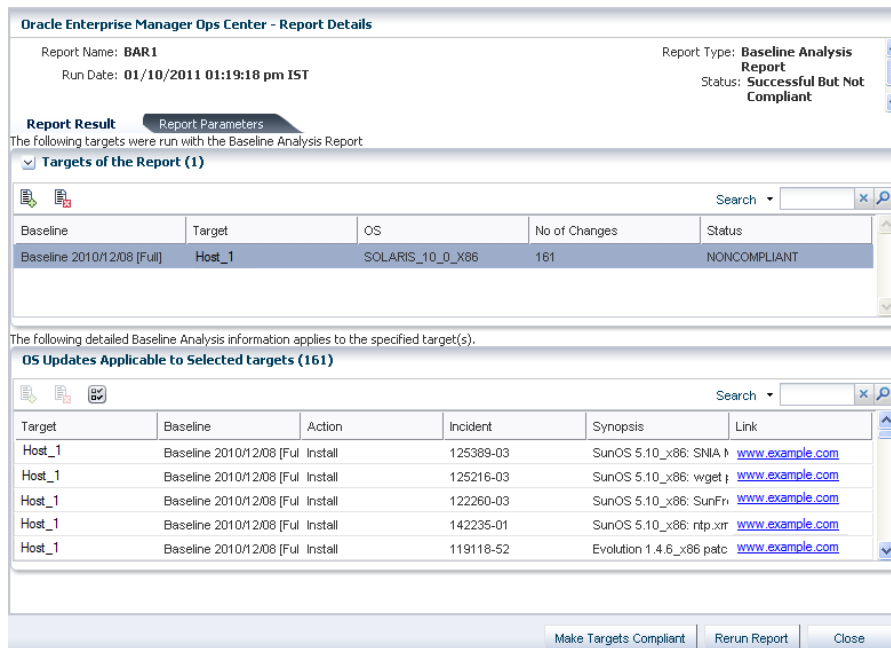 Oracle Enterprise Manager Ops Center - Report Details
Report Name: BAR1
Run Date: 01/10/2011 01:19:18 pm IST
Report Type: Baseline Analysis
Report
Status: Successful But Not
Compliant
Report Result Report Parameters
The following targets were run with the Baseline Analysis Report
Targets of the Report (1)
Search
Baseline Target OS No of Changes Status
Baseline 2010/12/08 [Full] Host_1 SOLARIS_10_0_X86 161 NONCOMPLIANT
The following detailed Baseline Analysis information applies to the specified target(s).
OS Updates Applicable to Selected targets (161)
Search
Target Baseline Action Incident Synopsis Link
Host_1 Baseline 2010/12/08 [Ful Install 125389-03 SunOS 5.10_x86: SNIA www.example.com
Host_1 Baseline 2010/12/08 [Ful Install 125216-03 SunOS 5.10_x86: wget www.example.com
Host_1 Baseline 2010/12/08 [Ful Install 122260-03 SunOS 5.10_x86: SunFr www.example.com
Host_1 Baseline 2010/12/08 [Ful Install 142235-01 SunOS 5.10_x86: ntp.xm www.example.com
Host_1 Baseline 2010/12/08 [Ful Install 119118-52 Evolution 1.4.6_x86 patc www.example.com
Make Targets Compliant Rerun Report Close